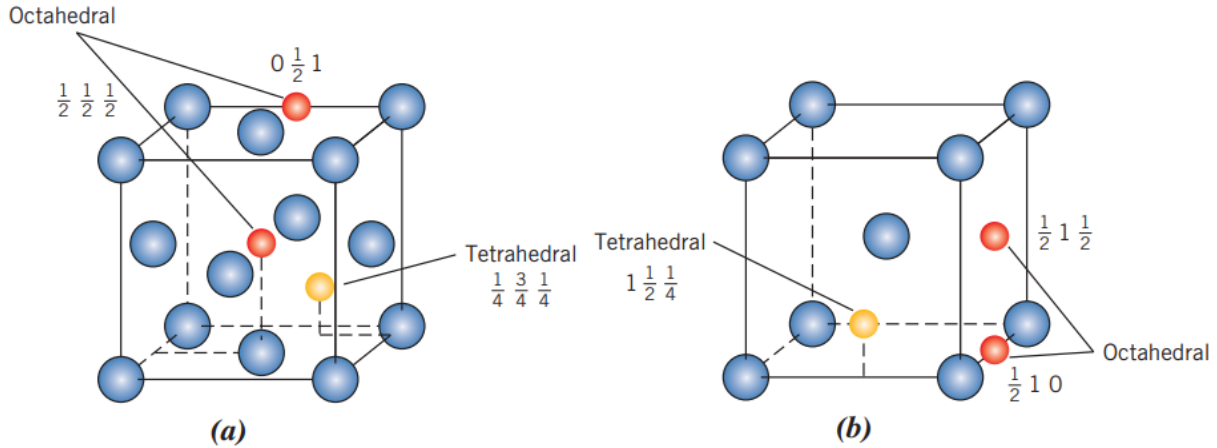 Octahedral
0 1/2 1
1/2 1/2 1/2
Tetrahedral
1/4 3/4 1/4
(a)
Tetrahedral
1 1/2 1/4
1/2 1 1/2
Octahedral
1/2 1 0
(b)